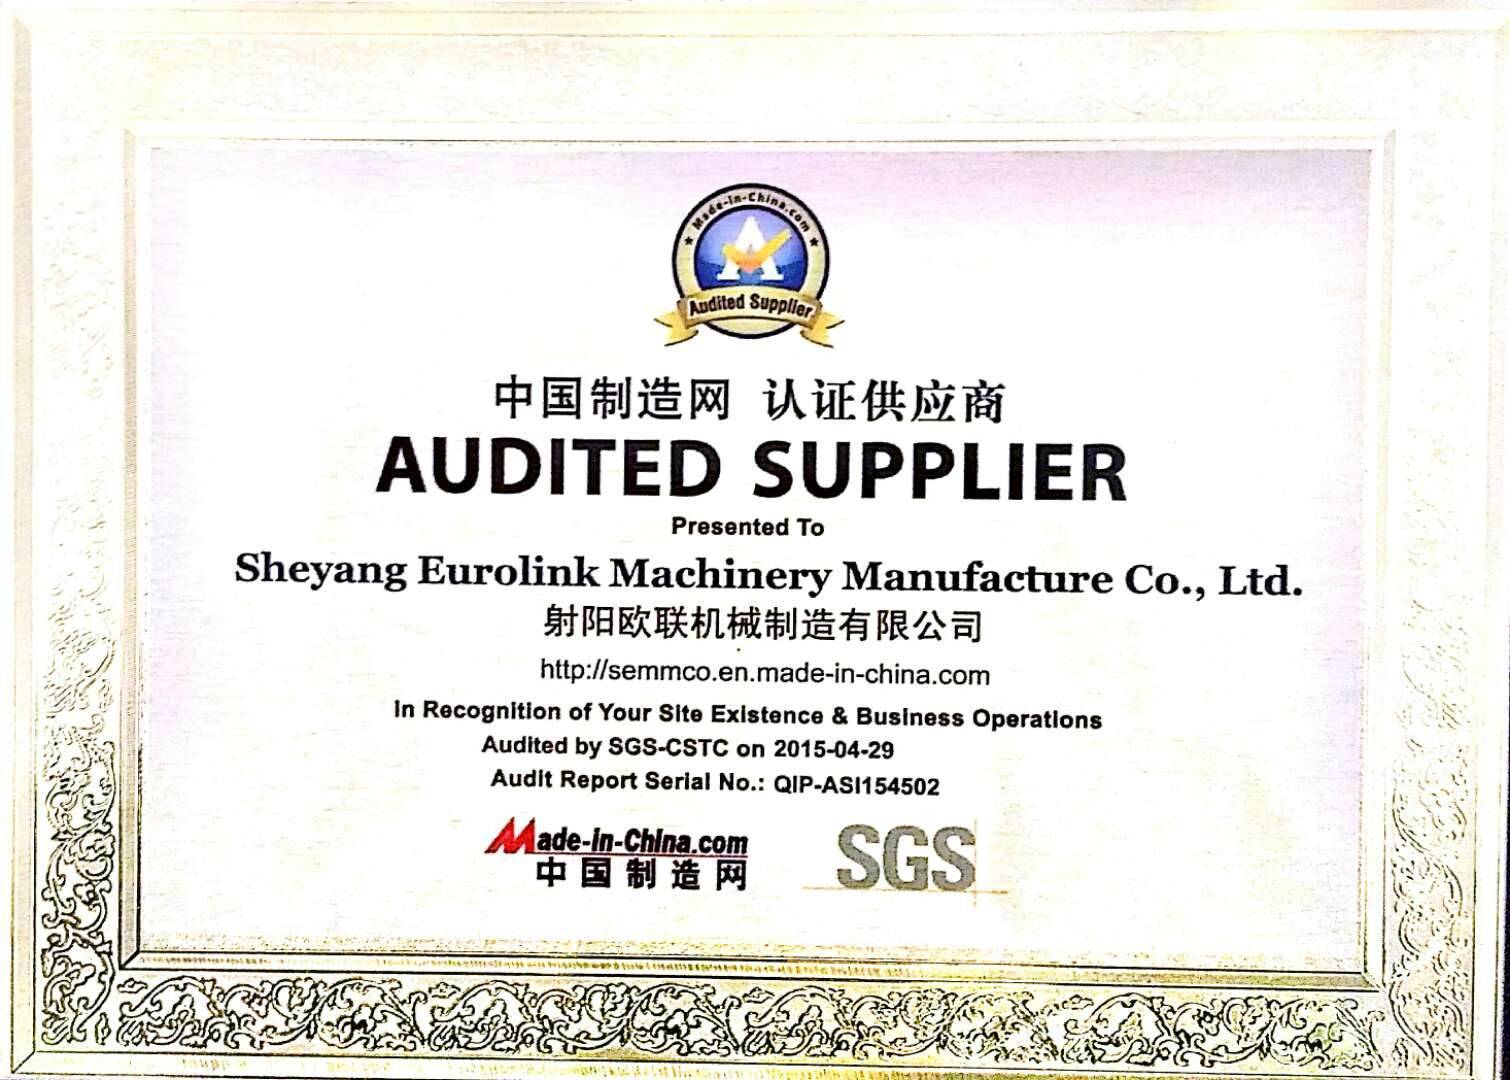 Made-in-China.com
Audited Supplier
中国制造网 认证供应商
AUDITED SUPPLIER
Presented To
Sheyang Eurolink Machinery Manufacture Co., Ltd.
射阳欧联机械制造有限公司
http://semmco.en.made-in-china.com
In Recognition of Your Site Existence & Business Operations
Audited by SGS-CSTC on 2015-04-29
Audit Report Serial No.: QIP-ASI154502
Made-in-China.com
中国制造网
SGS